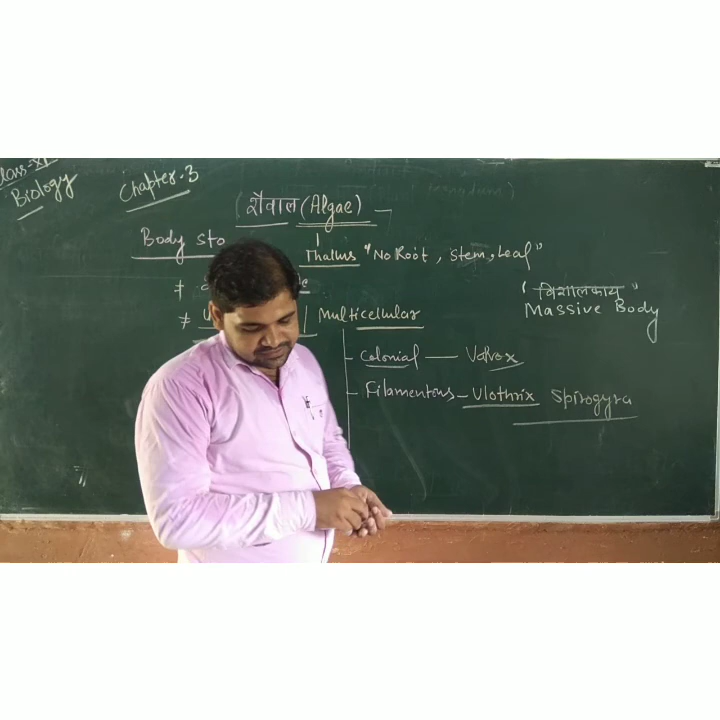 Class-XI
Biology
Chapter-3
शैवाल (Algae)
Body
Thallus "No Root, Stem, Leaf"
Multicellular
"विशालकाय"
Massive Body
Colonial — Volvox
Filamentous - Ulothrix Spirogyra